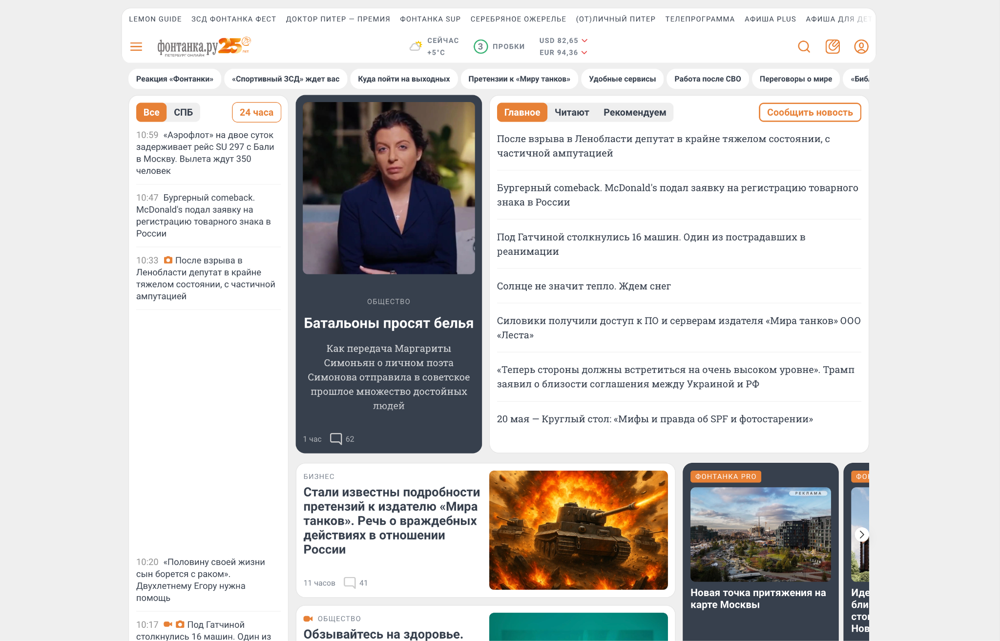 LEMON GUIDE ЗСД ФОНТАНКА ФЕСТ ДОКТОР ПИТЕР — ПРЕМИЯ ФОНТАНКА SUP СЕРЕБРЯНОЕ ОЖЕРЕЛЬЕ (ОТ)ЛИЧНЫЙ ПИТЕР ТЕЛЕПРОГРАММА АФИША PLUS АФИША ДЛЯ ДЕТ
фонтанка.ру 25 лет
ПЕТЕРБУРГ ОНЛАЙН
СЕЙЧАС
+5°C
3 ПРОБКИ
USD 82,65
EUR 94,36
Реакция «Фонтанки» «Спортивный ЗСД» ждет вас Куда пойти на выходных Претензии к «Миру танков» Удобные сервисы Работа после СВО Переговоры о мире «Биб
Все СПБ 24 часа
10:59 «Аэрофлот» на двое суток
задерживает рейс SU 297 с Бали
в Москву. Вылета ждут 350
человек
10:47 Бургерный comeback.
McDonald's подал заявку на
регистрацию товарного знака в
России
10:33 После взрыва в
Ленобласти депутат в крайне
тяжелом состоянии, с частичной
ампутацией
10:20 «Половину своей жизни
сын борется с раком».
Двухлетнему Егору нужна
помощь
10:17 Под Гатчиной
столкнулись 16 машин. Один из
ОБЩЕСТВО
Батальоны просят белья
Как передача Маргариты
Симоньян о личном поэта
Симонова отправила в советское
прошлое множество достойных
людей
1 час 62
Главное Читают Рекомендуем Сообщить новость
После взрыва в Ленобласти депутат в крайне тяжелом состоянии, с
частичной ампутацией
Бургерный comeback. McDonald's подал заявку на регистрацию товарного
знака в России
Под Гатчиной столкнулись 16 машин. Один из пострадавших в
реанимации
Солнце не значит тепло. Ждем снег
Силовики получили доступ к ПО и серверам издателя «Мира танков» ООО
«Леста»
«Теперь стороны должны встретиться на очень высоком уровне». Трамп
заявил о близости соглашения между Украиной и РФ
20 мая — Круглый стол: «Мифы и правда об SPF и фотостарении»
БИЗНЕС
Стали известны подробности
претензий к издателю «Мира
танков». Речь о враждебных
действиях в отношении
России
11 часов 41
ОБЩЕСТВО
Обзывайтесь на здоровье.
ФОНТАНКА PRO
РЕКЛАМА
Новая точка притяжения на
карте Москвы
ФОН
Иде
бли
сто
Нов